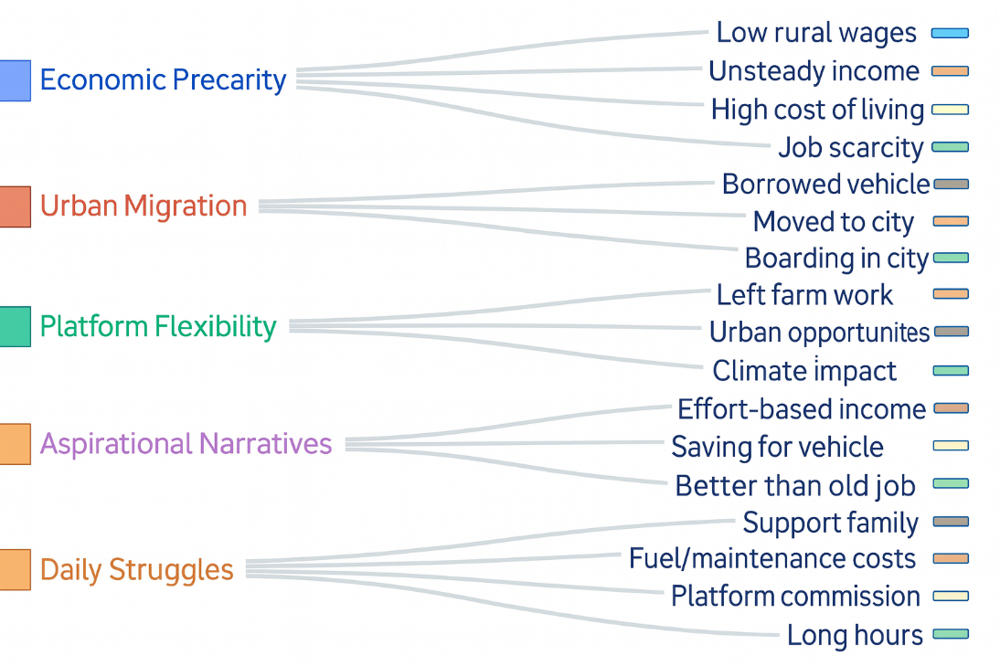 Economic Precarity
Low rural wages
Unsteady income
High cost of living
Job scarcity
Urban Migration
Borrowed vehicle
Moved to city
Boarding in city
Platform Flexibility
Left farm work
Urban opportunites
Climate impact
Aspirational Narratives
Effort-based income
Saving for vehicle
Better than old job
Daily Struggles
Support family
Fuel/maintenance costs
Platform commission
Long hours